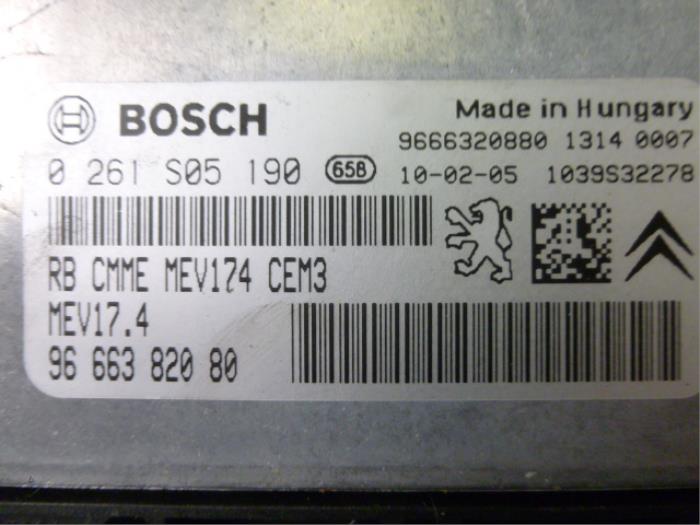 BOSCH
Made in Hungary
9666320880 1314 0007
0 261 S05 190 658 10-02-05 1039S32278
RB CMME MEV174 CEM3
MEV17.4
96 663 820 80